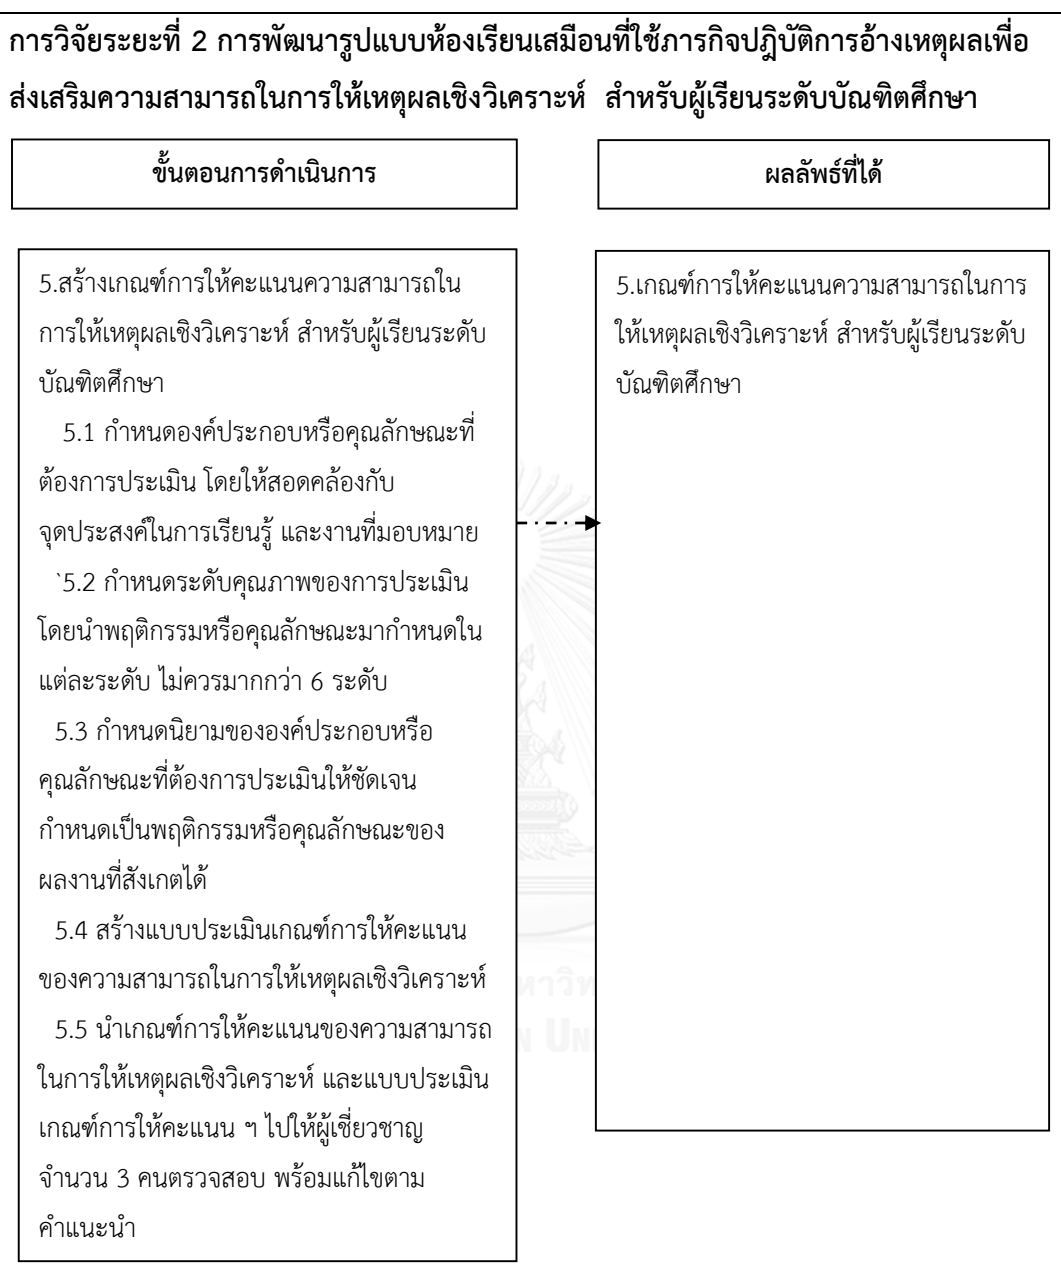 การวิจัยระยะที่ 2 การพัฒนารูปแบบห้องเรียนเสมือนที่ใช้ภารกิจปฎิบัติการอ้างเหตุผลเพื่อ
ส่งเสริมความสามารถในการให้เหตุผลเชิงวิเคราะห์ สำหรับผู้เรียนระดับบัณฑิตศึกษา
ขั้นตอนการดำเนินการ
ผลลัพธ์ที่ได้
5.สร้างเกณฑ์การให้คะแนนความสามารถใน
การให้เหตุผลเชิงวิเคราะห์ สำหรับผู้เรียนระดับ
บัณฑิตศึกษา
5.1 กำหนดองค์ประกอบหรือคุณลักษณะที่
ต้องการประเมิน โดยให้สอดคล้องกับ
จุดประสงค์ในการเรียนรู้ และงานที่มอบหมาย
`5.2 กำหนดระดับคุณภาพของการประเมิน
โดยนำพฤติกรรมหรือคุณลักษณะมากำหนดใน
แต่ละระดับ ไม่ควรมากกว่า 6 ระดับ
5.3 กำหนดนิยามขององค์ประกอบหรือ
คุณลักษณะที่ต้องการประเมินให้ชัดเจน
กำหนดเป็นพฤติกรรมหรือคุณลักษณะของ
ผลงานที่สังเกตได้
5.4 สร้างแบบประเมินเกณฑ์การให้คะแนน
ของความสามารถในการให้เหตุผลเชิงวิเคราะห์
5.5 นำเกณฑ์การให้คะแนนของความสามารถ
ในการให้เหตุผลเชิงวิเคราะห์ และแบบประเมิน
เกณฑ์การให้คะแนน ฯ ไปให้ผู้เชี่ยวชาญ
จำนวน 3 คนตรวจสอบ พร้อมแก้ไขตาม
คำแนะนำ
5.เกณฑ์การให้คะแนนความสามารถในการ
ให้เหตุผลเชิงวิเคราะห์ สำหรับผู้เรียนระดับ
บัณฑิตศึกษา